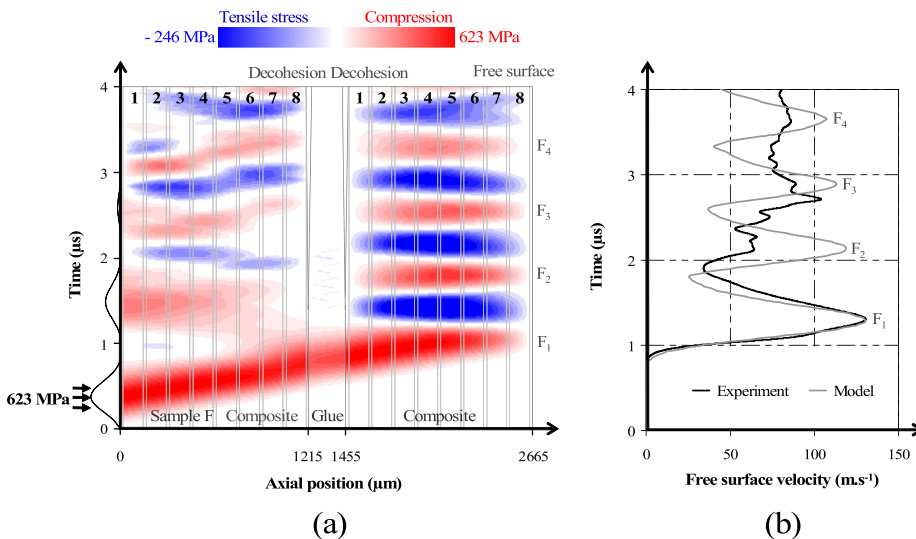 Tensile stress Compression
- 246 MPa 623 MPa
Decohesion Decohesion Free surface
4
1 2 3 4 5 6 7 8 1 2 3 4 5 6 7 8
F4
3
F3
Time (µs)
2
F2
1
F1
623 MPa
Sample F Composite Glue Composite
0
0 1215 1455 2665
Axial position (µm)
(a)
4
F4
3
F3
Time (µs)
2
F2
F1
1
Experiment Model
0
0 50 100 150
Free surface velocity (m.s-1)
(b)